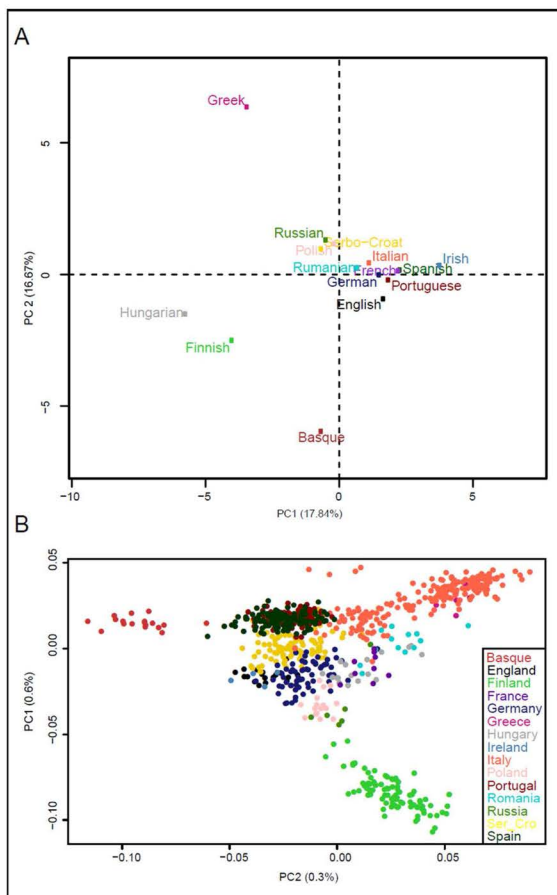 A
PC 2 (16.67%)
5
0
−5
Greek
Russian
Serbo−Croat
Polish
Italian
Irish
Rumanian
French
Spanish
German
Portuguese
English
Hungarian
Finnish
Basque
−10
−5
0
5
PC1 (17.84%)
B
PC1 (0.6%)
0.05
0.00
−0.05
−0.10
Basque
England
Finland
France
Germany
Greece
Hungary
Ireland
Italy
Poland
Portugal
Romania
Russia
Ser_Cro
Spain
−0.10
−0.05
0.00
0.05
PC2 (0.3%)